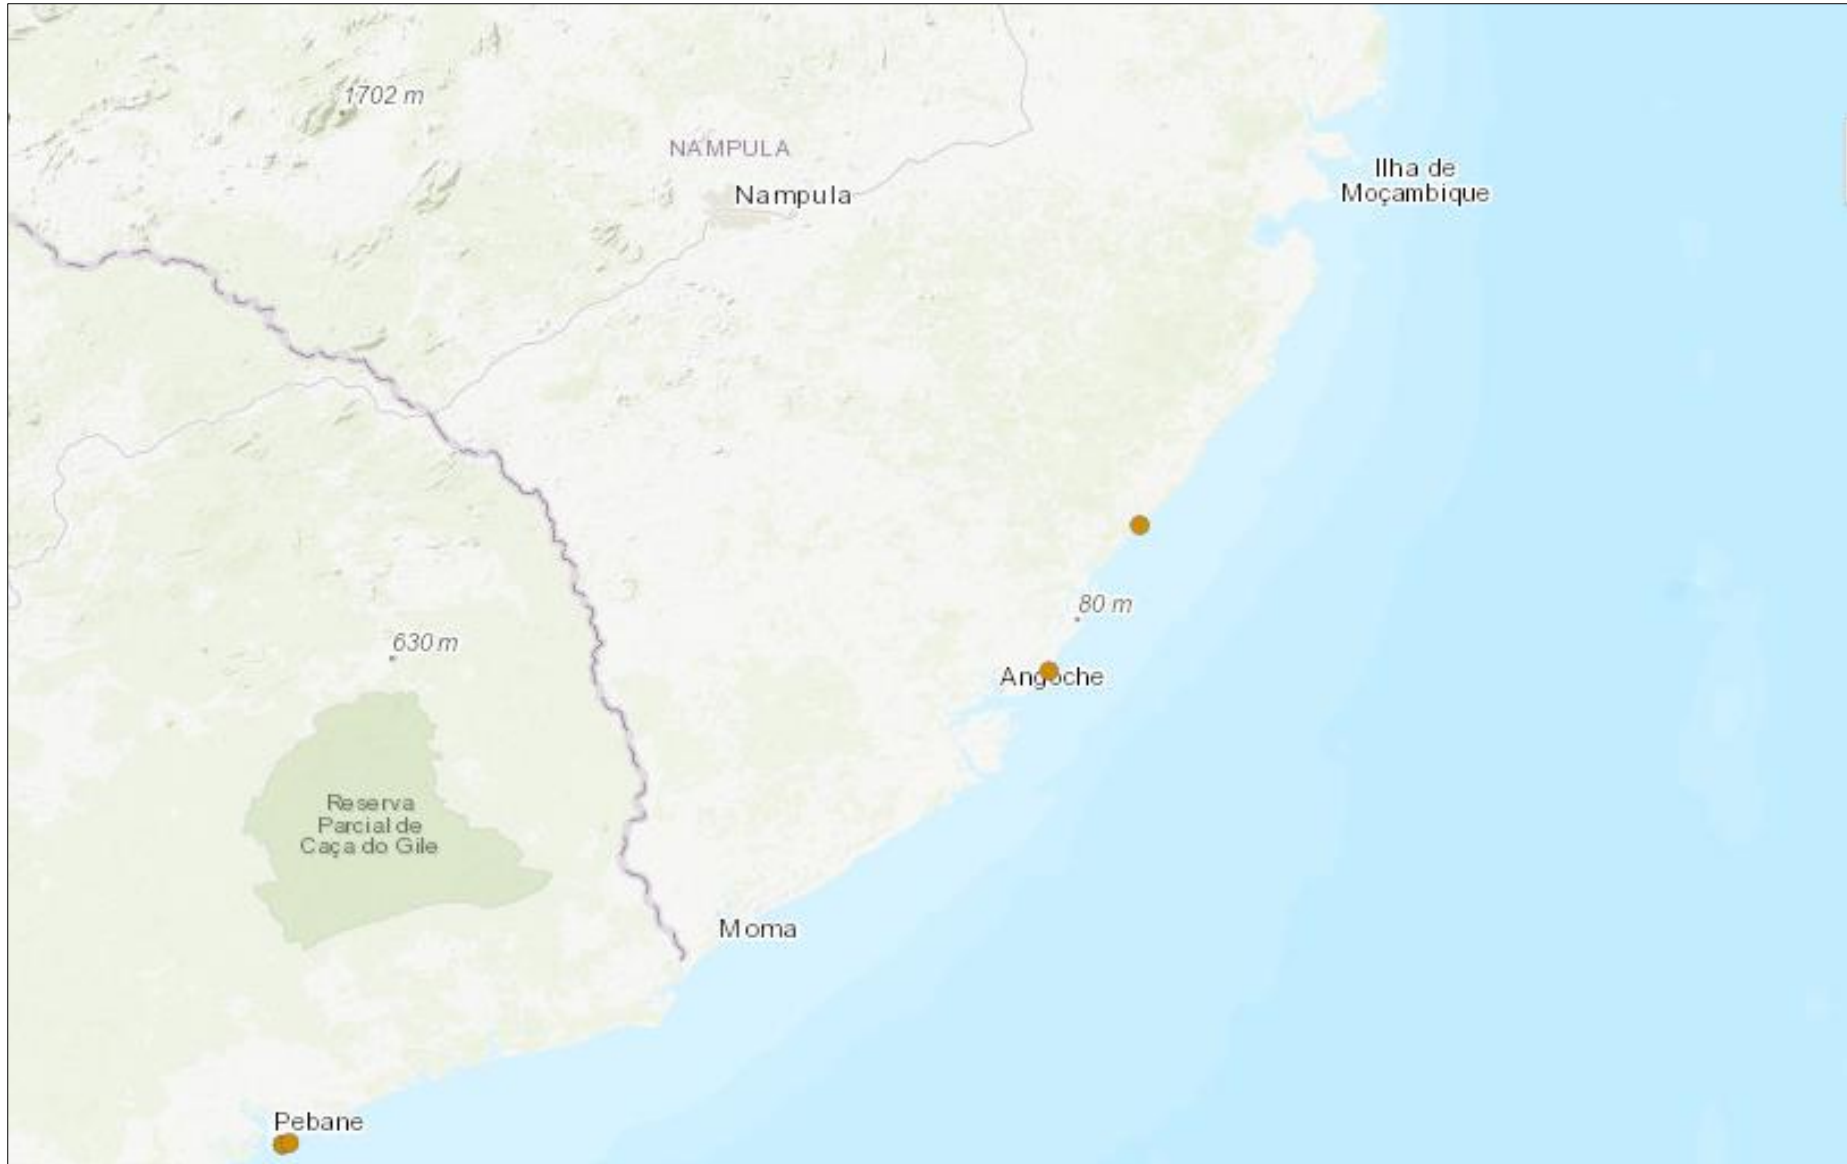 1702 m
NAMPULA
Nampula
Ilha de
Moçambique
80 m
630 m
Angoche
Reserva
Parcial de
Caça do Gile
Moma
Pebane